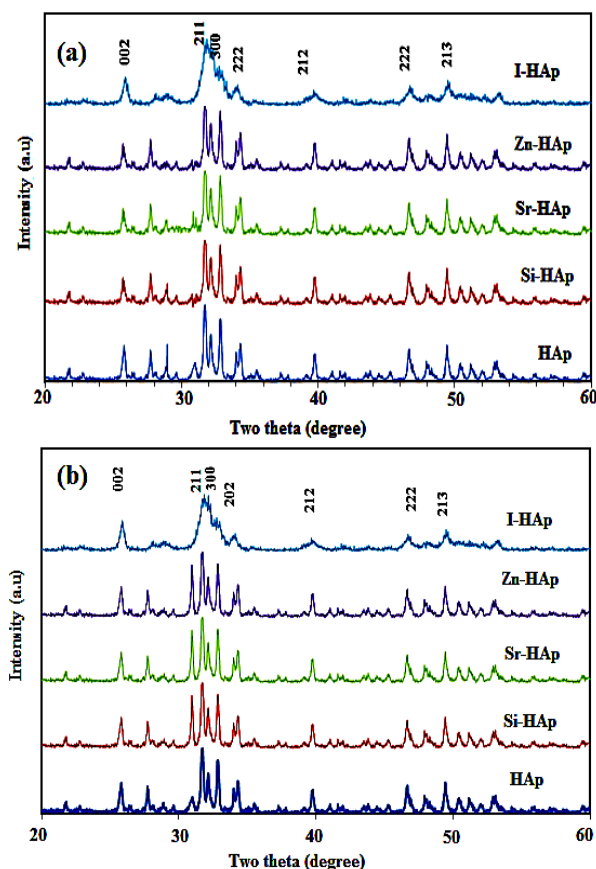 (a)
002
211
300
222
212
222
213
I-HAp
Zn-HAp
Sr-HAp
Si-HAp
HAp
Intensity (a.u)
20 30 40 50 60
Two theta (degree)
(b)
002
211
300
202
212
222
213
I-HAp
Zn-HAp
Sr-HAp
Si-HAp
HAp
Intensity (a.u)
20 30 40 50 60
Two theta (degree)